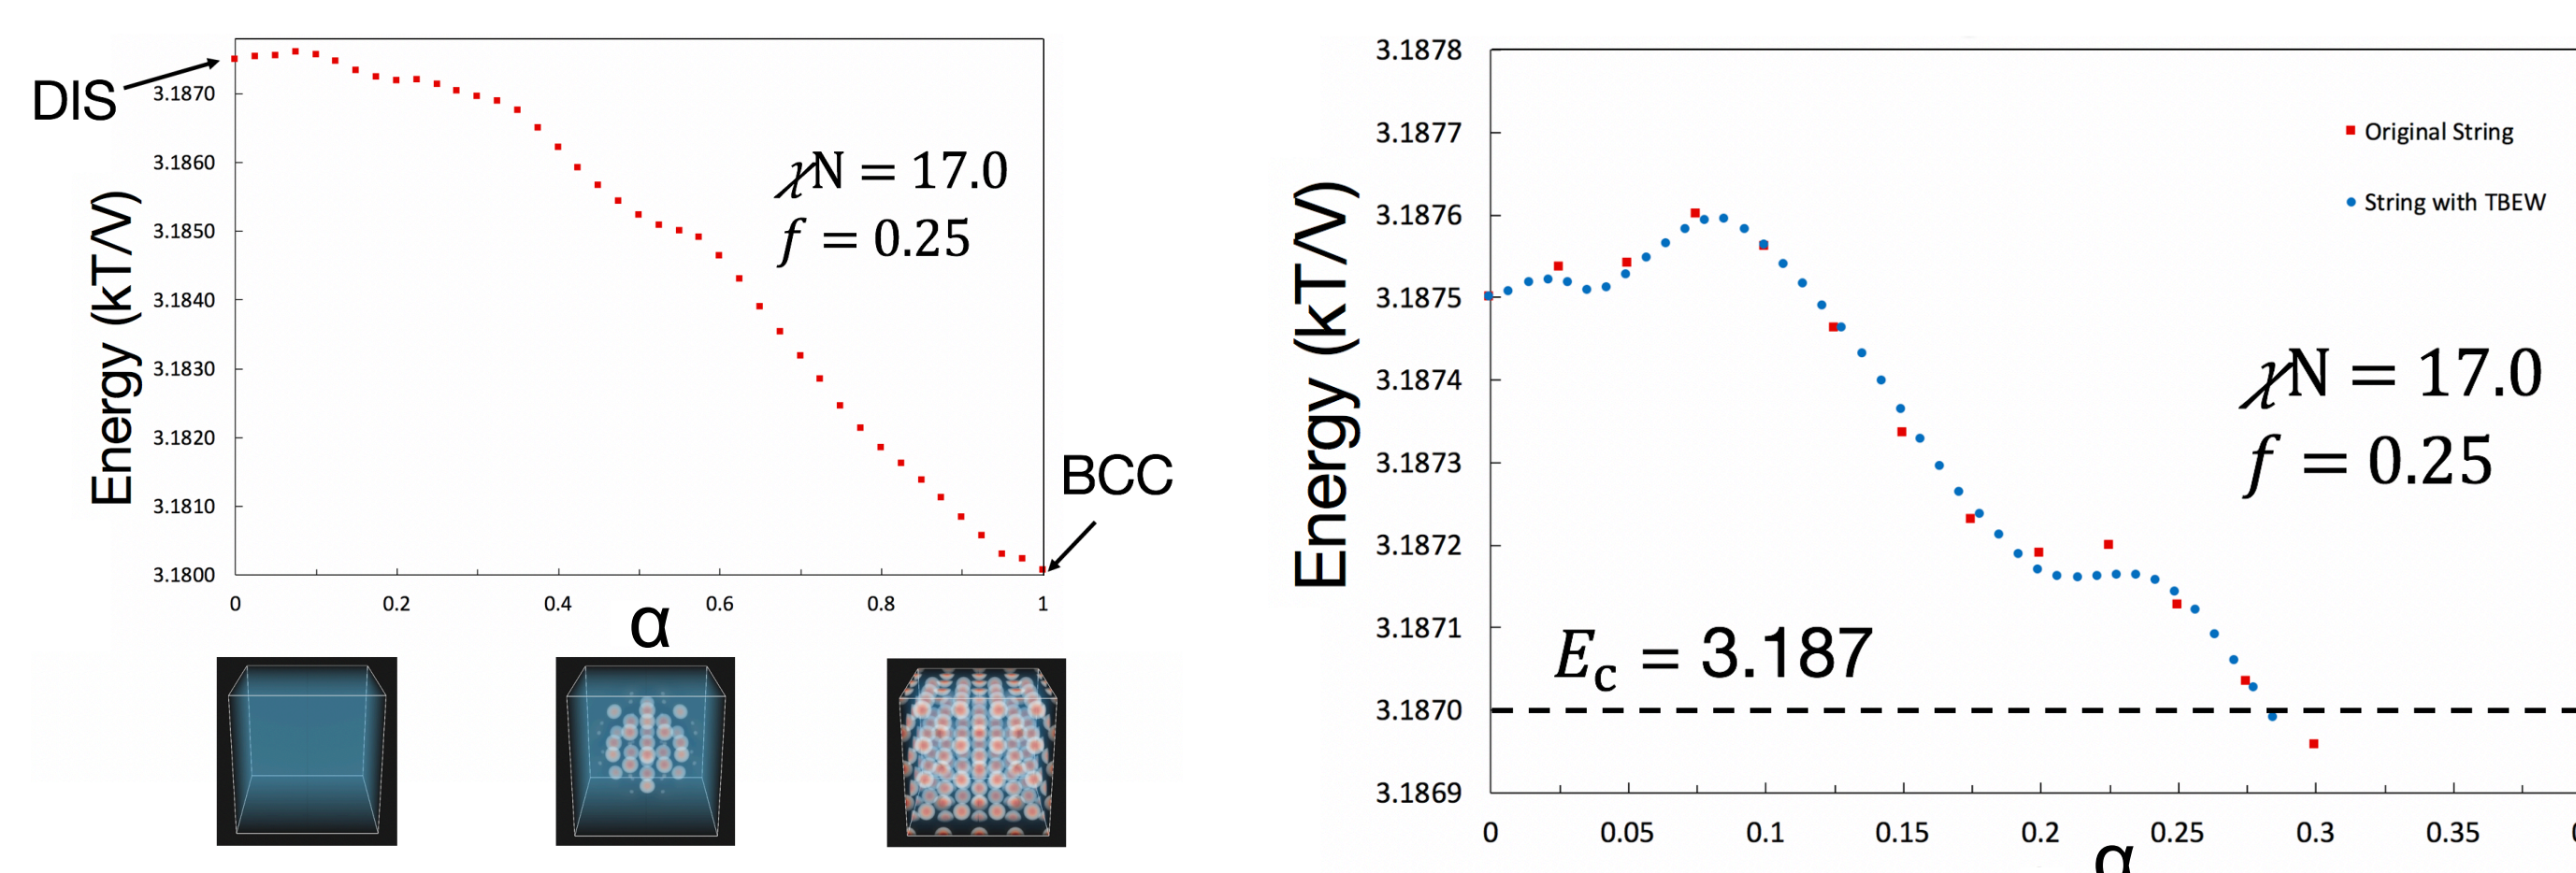 DIS
Energy (kT/V)
3.1870
3.1860
3.1850
3.1840
3.1830
3.1820
3.1810
3.1800
χN = 17.0
f = 0.25
BCC
0 0.2 0.4 0.6 0.8 1
α
Energy (kT/V)
3.1878
3.1877
3.1876
3.1875
3.1874
3.1873
3.1872
3.1871
3.1870
3.1869
Original String
String with TBEW
χN = 17.0
f = 0.25
E_c = 3.187
0 0.05 0.1 0.15 0.2 0.25 0.3 0.35
α